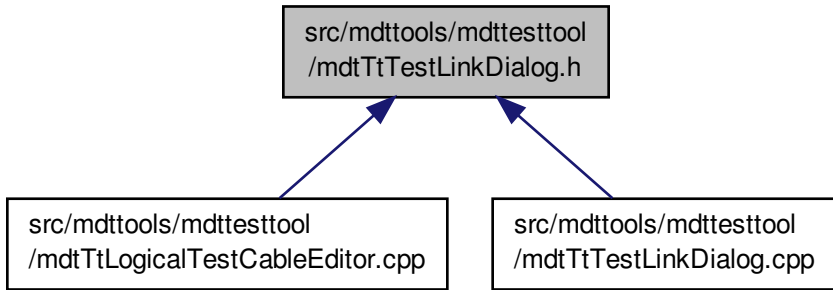 src/mdttools/mdttesttool
/mdtTtTestLinkDialog.h
src/mdttools/mdttesttool
/mdtTtLogicalTestCableEditor.cpp
src/mdttools/mdttesttool
/mdtTtTestLinkDialog.cpp